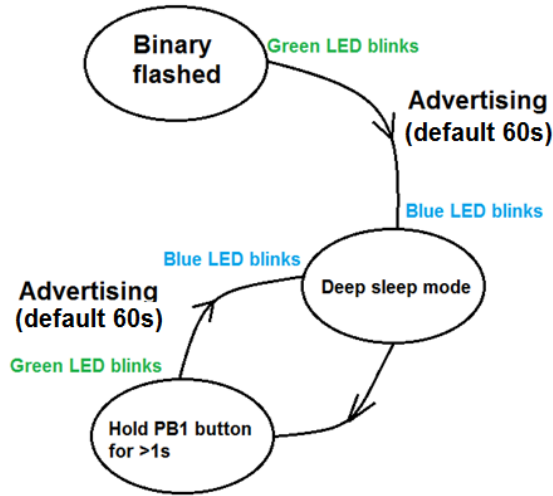 Binary
flashed
Green LED blinks
Advertising
(default 60s)
Blue LED blinks
Blue LED blinks
Deep sleep mode
Advertising
(default 60s)
Green LED blinks
Hold PB1 button
for >1s